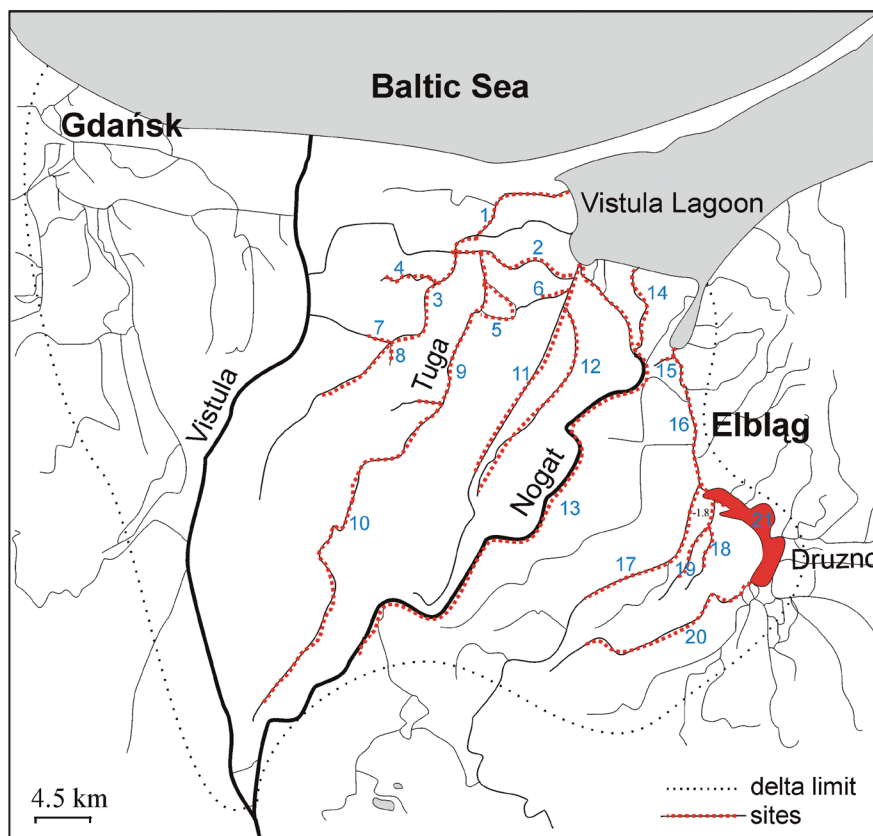 Baltic Sea
Gdańsk
Vistula Lagoon
1
2
4
3
6
14
5
7
8
Tuga
9
11
12
15
Vistula
16
Elbląg
Nogat
10
13
-1.8
21
18
Druzno
17
19
20
4.5 km
delta limit
sites